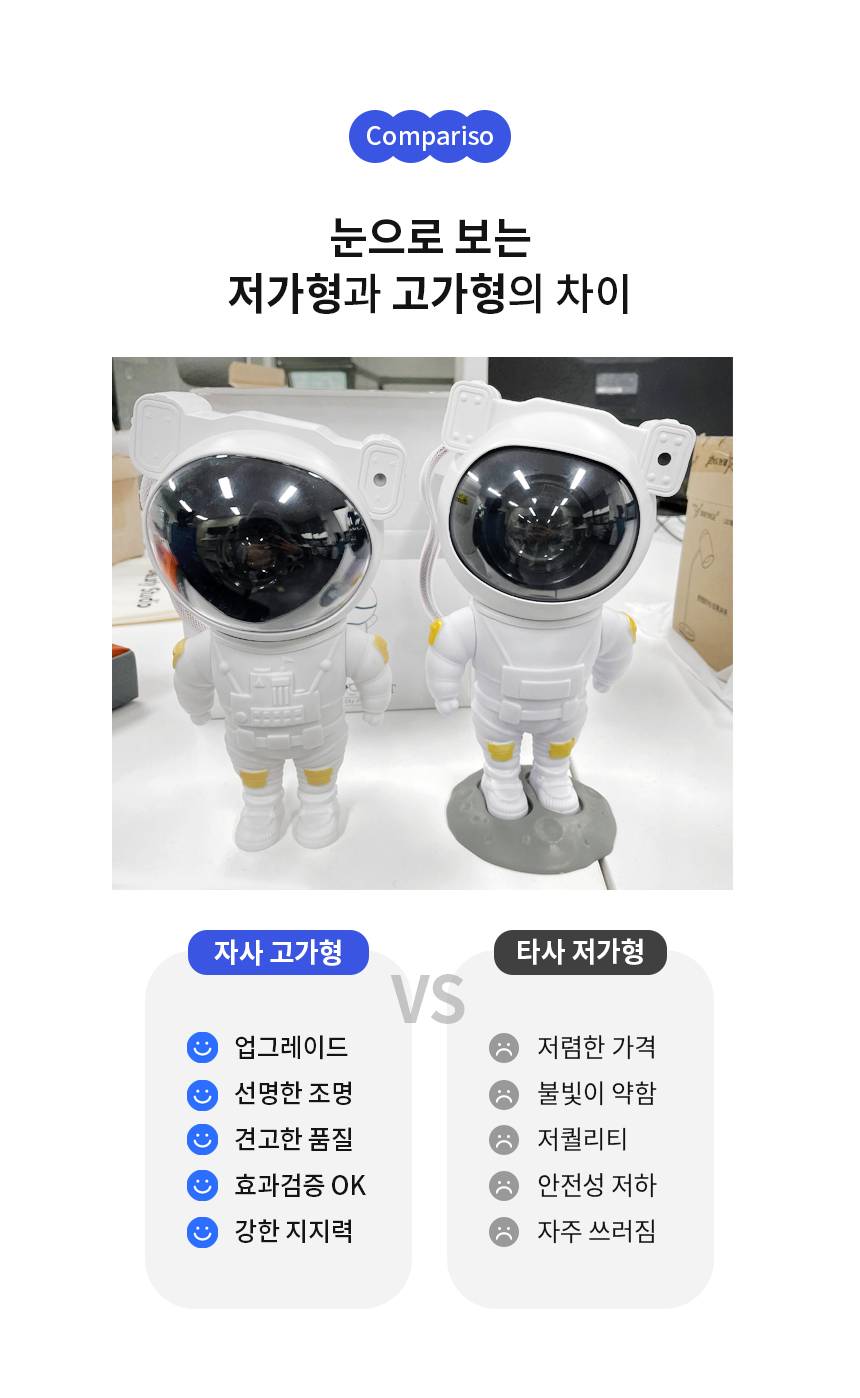 Compariso
눈으로 보는
저가형과 고가형의 차이
자사 고가형
VS
타사 저가형
업그레이드
선명한 조명
견고한 품질
효과검증 OK
강한 지지력
저렴한 가격
불빛이 약함
저퀄리티
안전성 저하
자주 쓰러짐